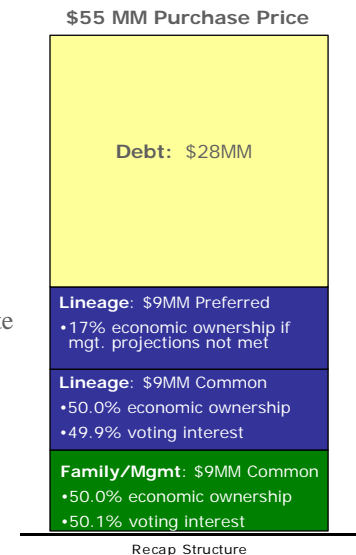 $55 MM Purchase Price
Debt: $28MM
Lineage: $9MM Preferred
•17% economic ownership if
mgt. projections not met
te
Lineage: $9MM Common
•50.0% economic ownership
•49.9% voting interest
Family/Mgmt: $9MM Common
•50.0% economic ownership
•50.1% voting interest
Recap Structure